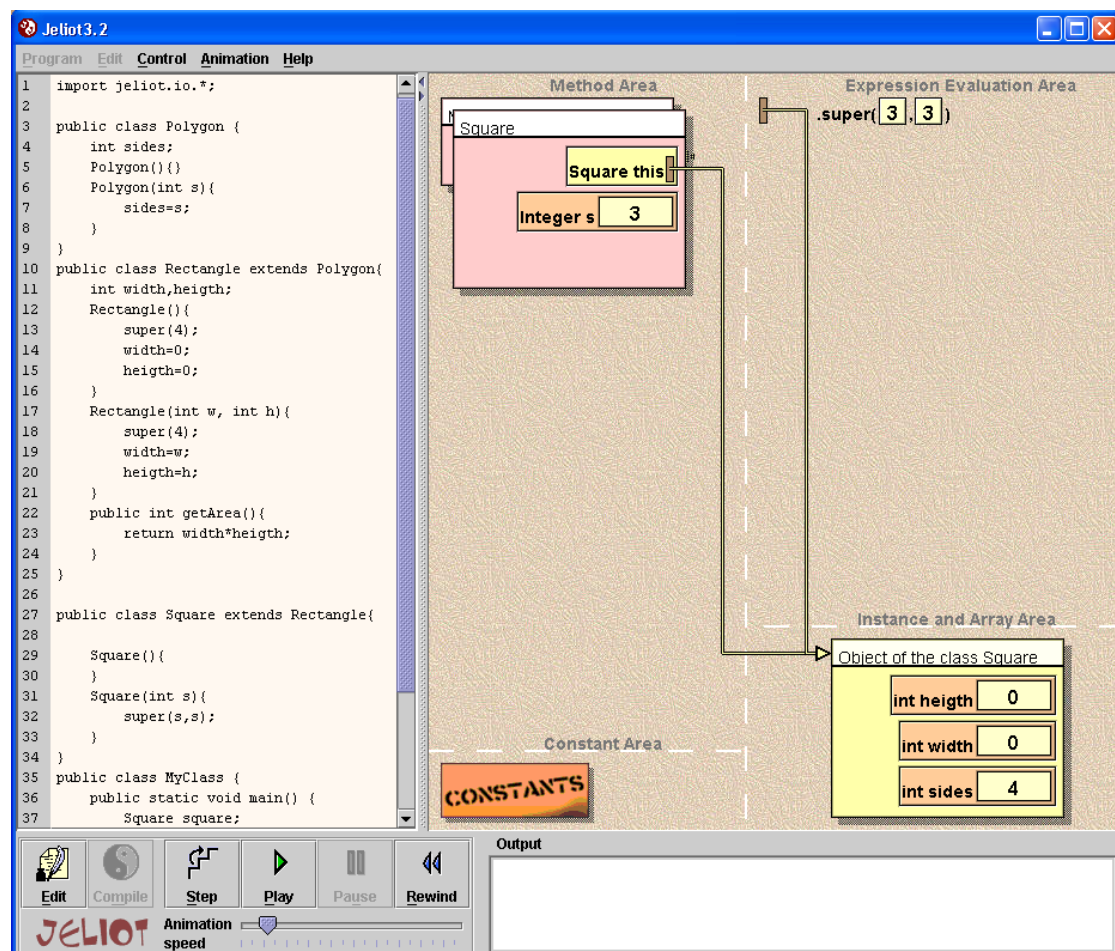 Jeliot3.2
Program Edit Control Animation Help
1 import jeliot.io.*;
2
3 public class Polygon {
4 int sides;
5 Polygon(){}
6 Polygon(int s){
7 sides=s;
8 }
9 }
10 public class Rectangle extends Polygon{
11 int width,heigth;
12 Rectangle(){
13 super(4);
14 width=0;
15 heigth=0;
16 }
17 Rectangle(int w, int h){
18 super(4);
19 width=w;
20 heigth=h;
21 }
22 public int getArea(){
23 return width*heigth;
24 }
25 }
26
27 public class Square extends Rectangle{
28
29 Square(){
30 }
31 Square(int s){
32 super(s,s);
33 }
34 }
35 public class MyClass {
36 public static void main() {
37 Square square;
Method Area
Square
Square this
Integer s 3
Expression Evaluation Area
.super( 3 , 3 )
Instance and Array Area
Object of the class Square
int heigth 0
int width 0
int sides 4
Constant Area
CONSTANTS
Edit Compile Step Play Pause Rewind
JELIOT
Animation
speed
Output